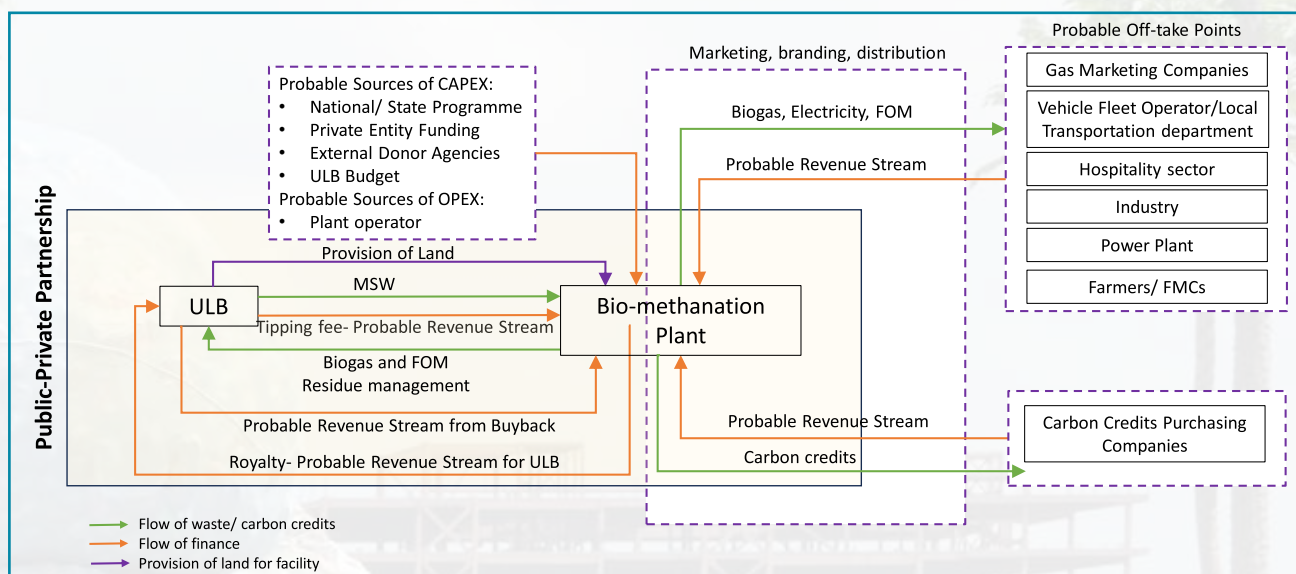 Probable Off-take Points
Marketing, branding, distribution
Gas Marketing Companies
Vehicle Fleet Operator/Local
Transportation department
Hospitality sector
Industry
Power Plant
Farmers/ FMCs
Probable Sources of CAPEX:
• National/ State Programme
• Private Entity Funding
• External Donor Agencies
• ULB Budget
Probable Sources of OPEX:
• Plant operator
Biogas, Electricity, FOM
Probable Revenue Stream
Public-Private Partnership
Provision of Land
MSW
ULB
Tipping fee- Probable Revenue Stream
Bio-methanation
Plant
Biogas and FOM
Residue management
Probable Revenue Stream from Buyback
Royalty- Probable Revenue Stream for ULB
Probable Revenue Stream
Carbon credits
Carbon Credits Purchasing
Companies
Flow of waste/ carbon credits
Flow of finance
Provision of land for facility